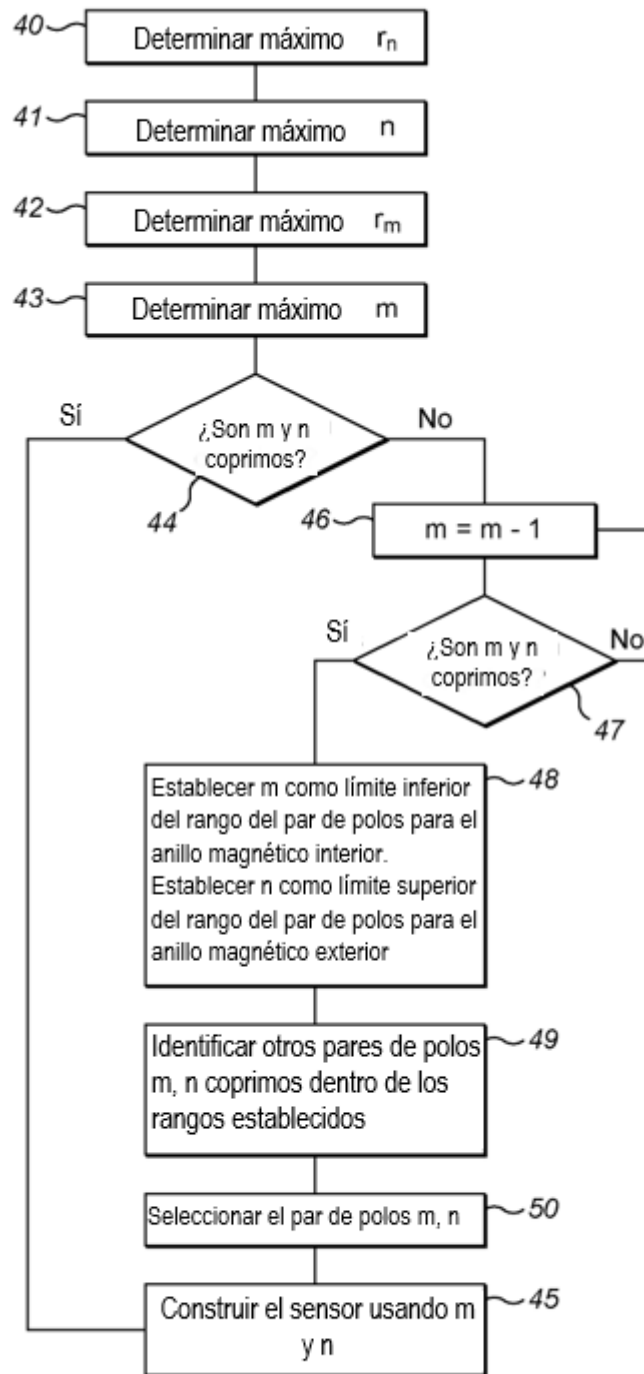 40
Determinar máximo rₙ
41
Determinar máximo n
42
Determinar máximo rₘ
43
Determinar máximo m
Sí
¿Son m y n
coprimos?
No
44
46
m = m - 1
Sí
¿Son m y n
coprimos?
No
47
48
Establecer m como límite inferior
del rango del par de polos para el
anillo magnético interior.
Establecer n como límite superior
del rango del par de polos para el
anillo magnético exterior
49
Identificar otros pares de polos
m, n coprimos dentro de los
rangos establecidos
Seleccionar el par de polos m, n
50
Construir el sensor usando m
y n
45